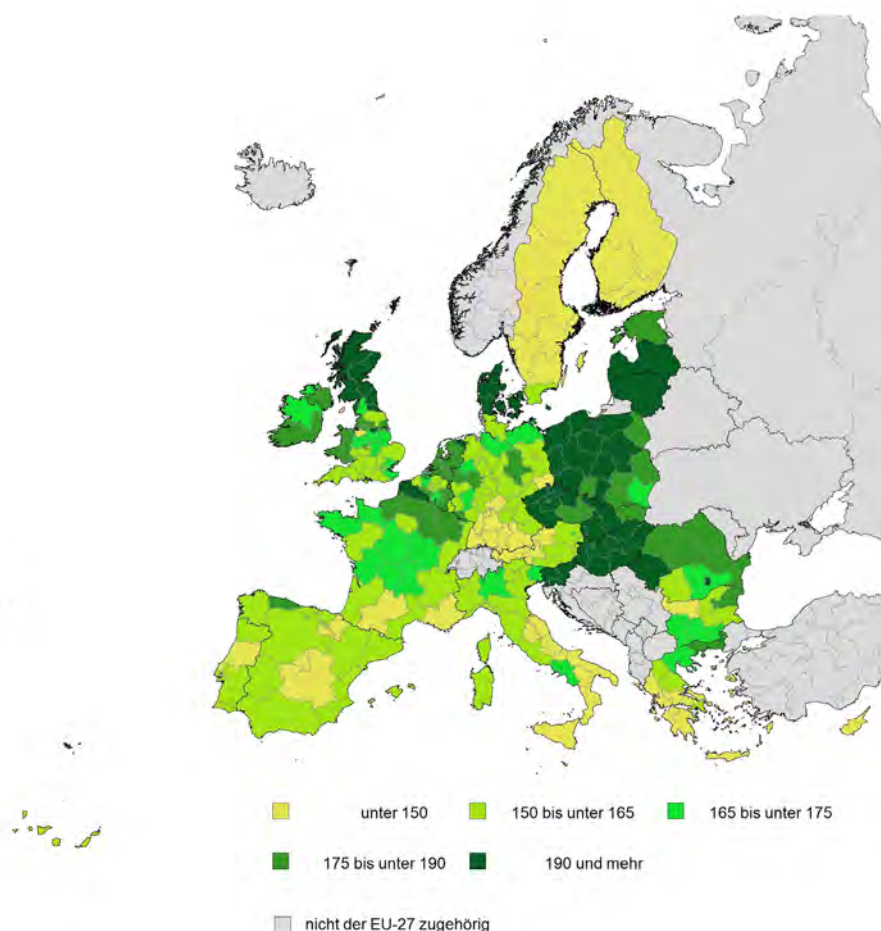 unter 150 150 bis unter 165 165 bis unter 175
175 bis unter 190 190 und mehr
nicht der EU-27 zugehörig